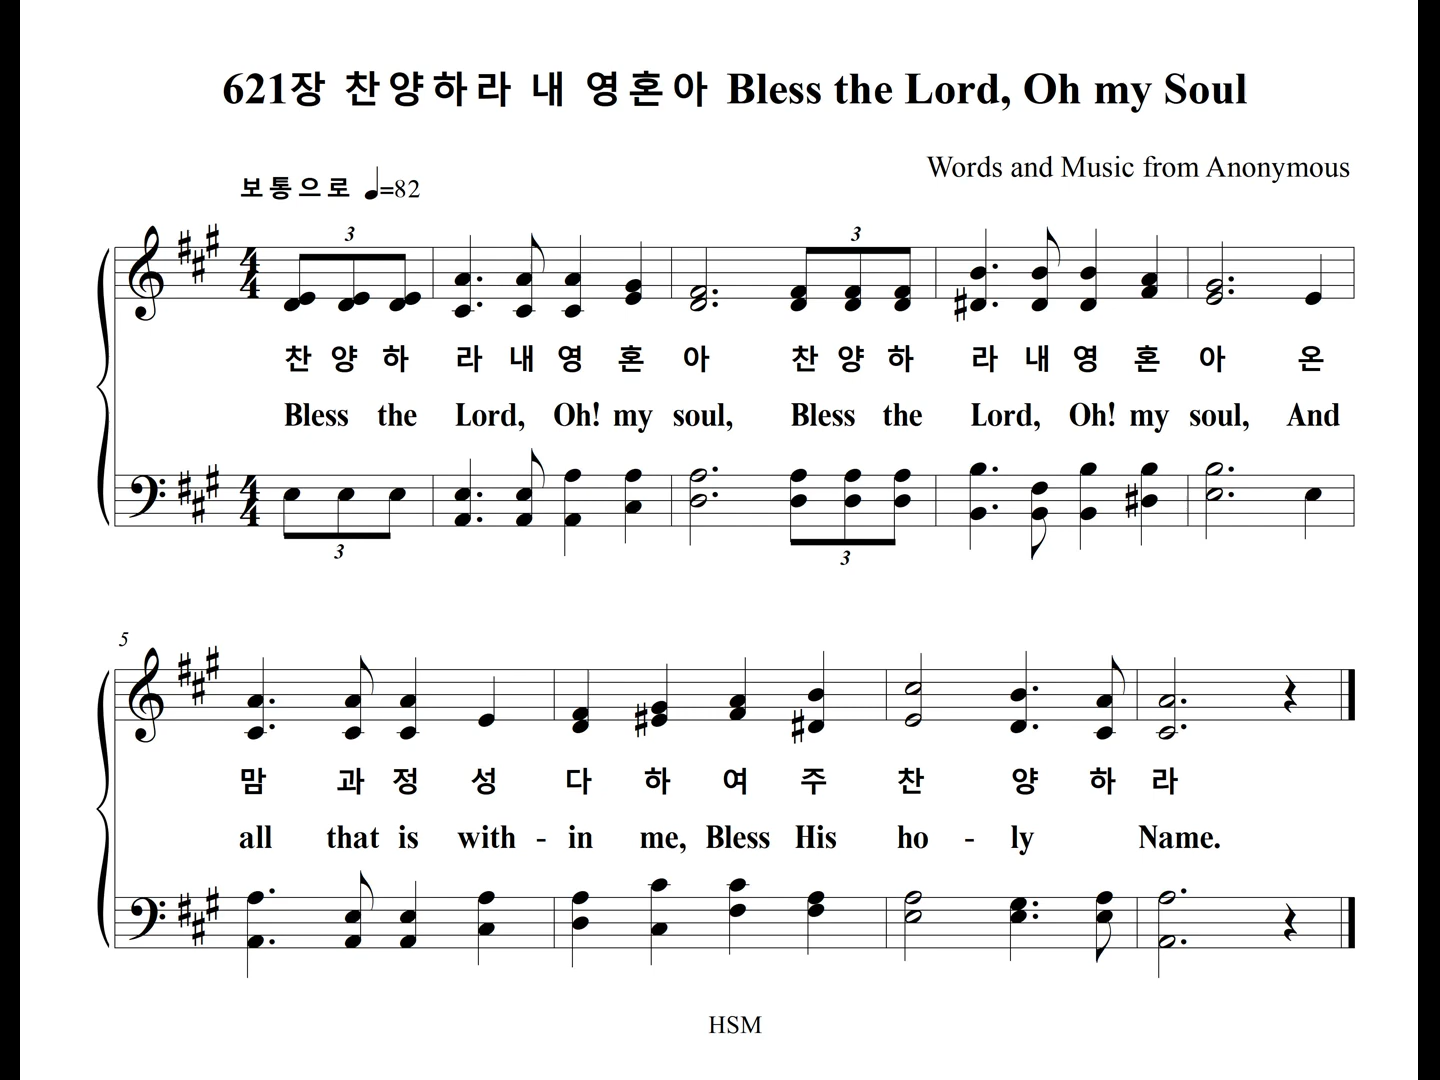 621장 찬양하라 내 영혼아 Bless the Lord, Oh my Soul
Words and Music from Anonymous
보통으로 ♩=82
3 3
4 4
찬 양 하 라 내 영 혼 아 찬 양 하 라 내 영 혼 아 온
Bless the Lord, Oh! my soul, Bless the Lord, Oh! my soul, And
4 4
3 3
5
맘 과 정 성 다 하 여 주 찬 양 하 라
all that is with - in me, Bless His ho - ly Name.
HSM